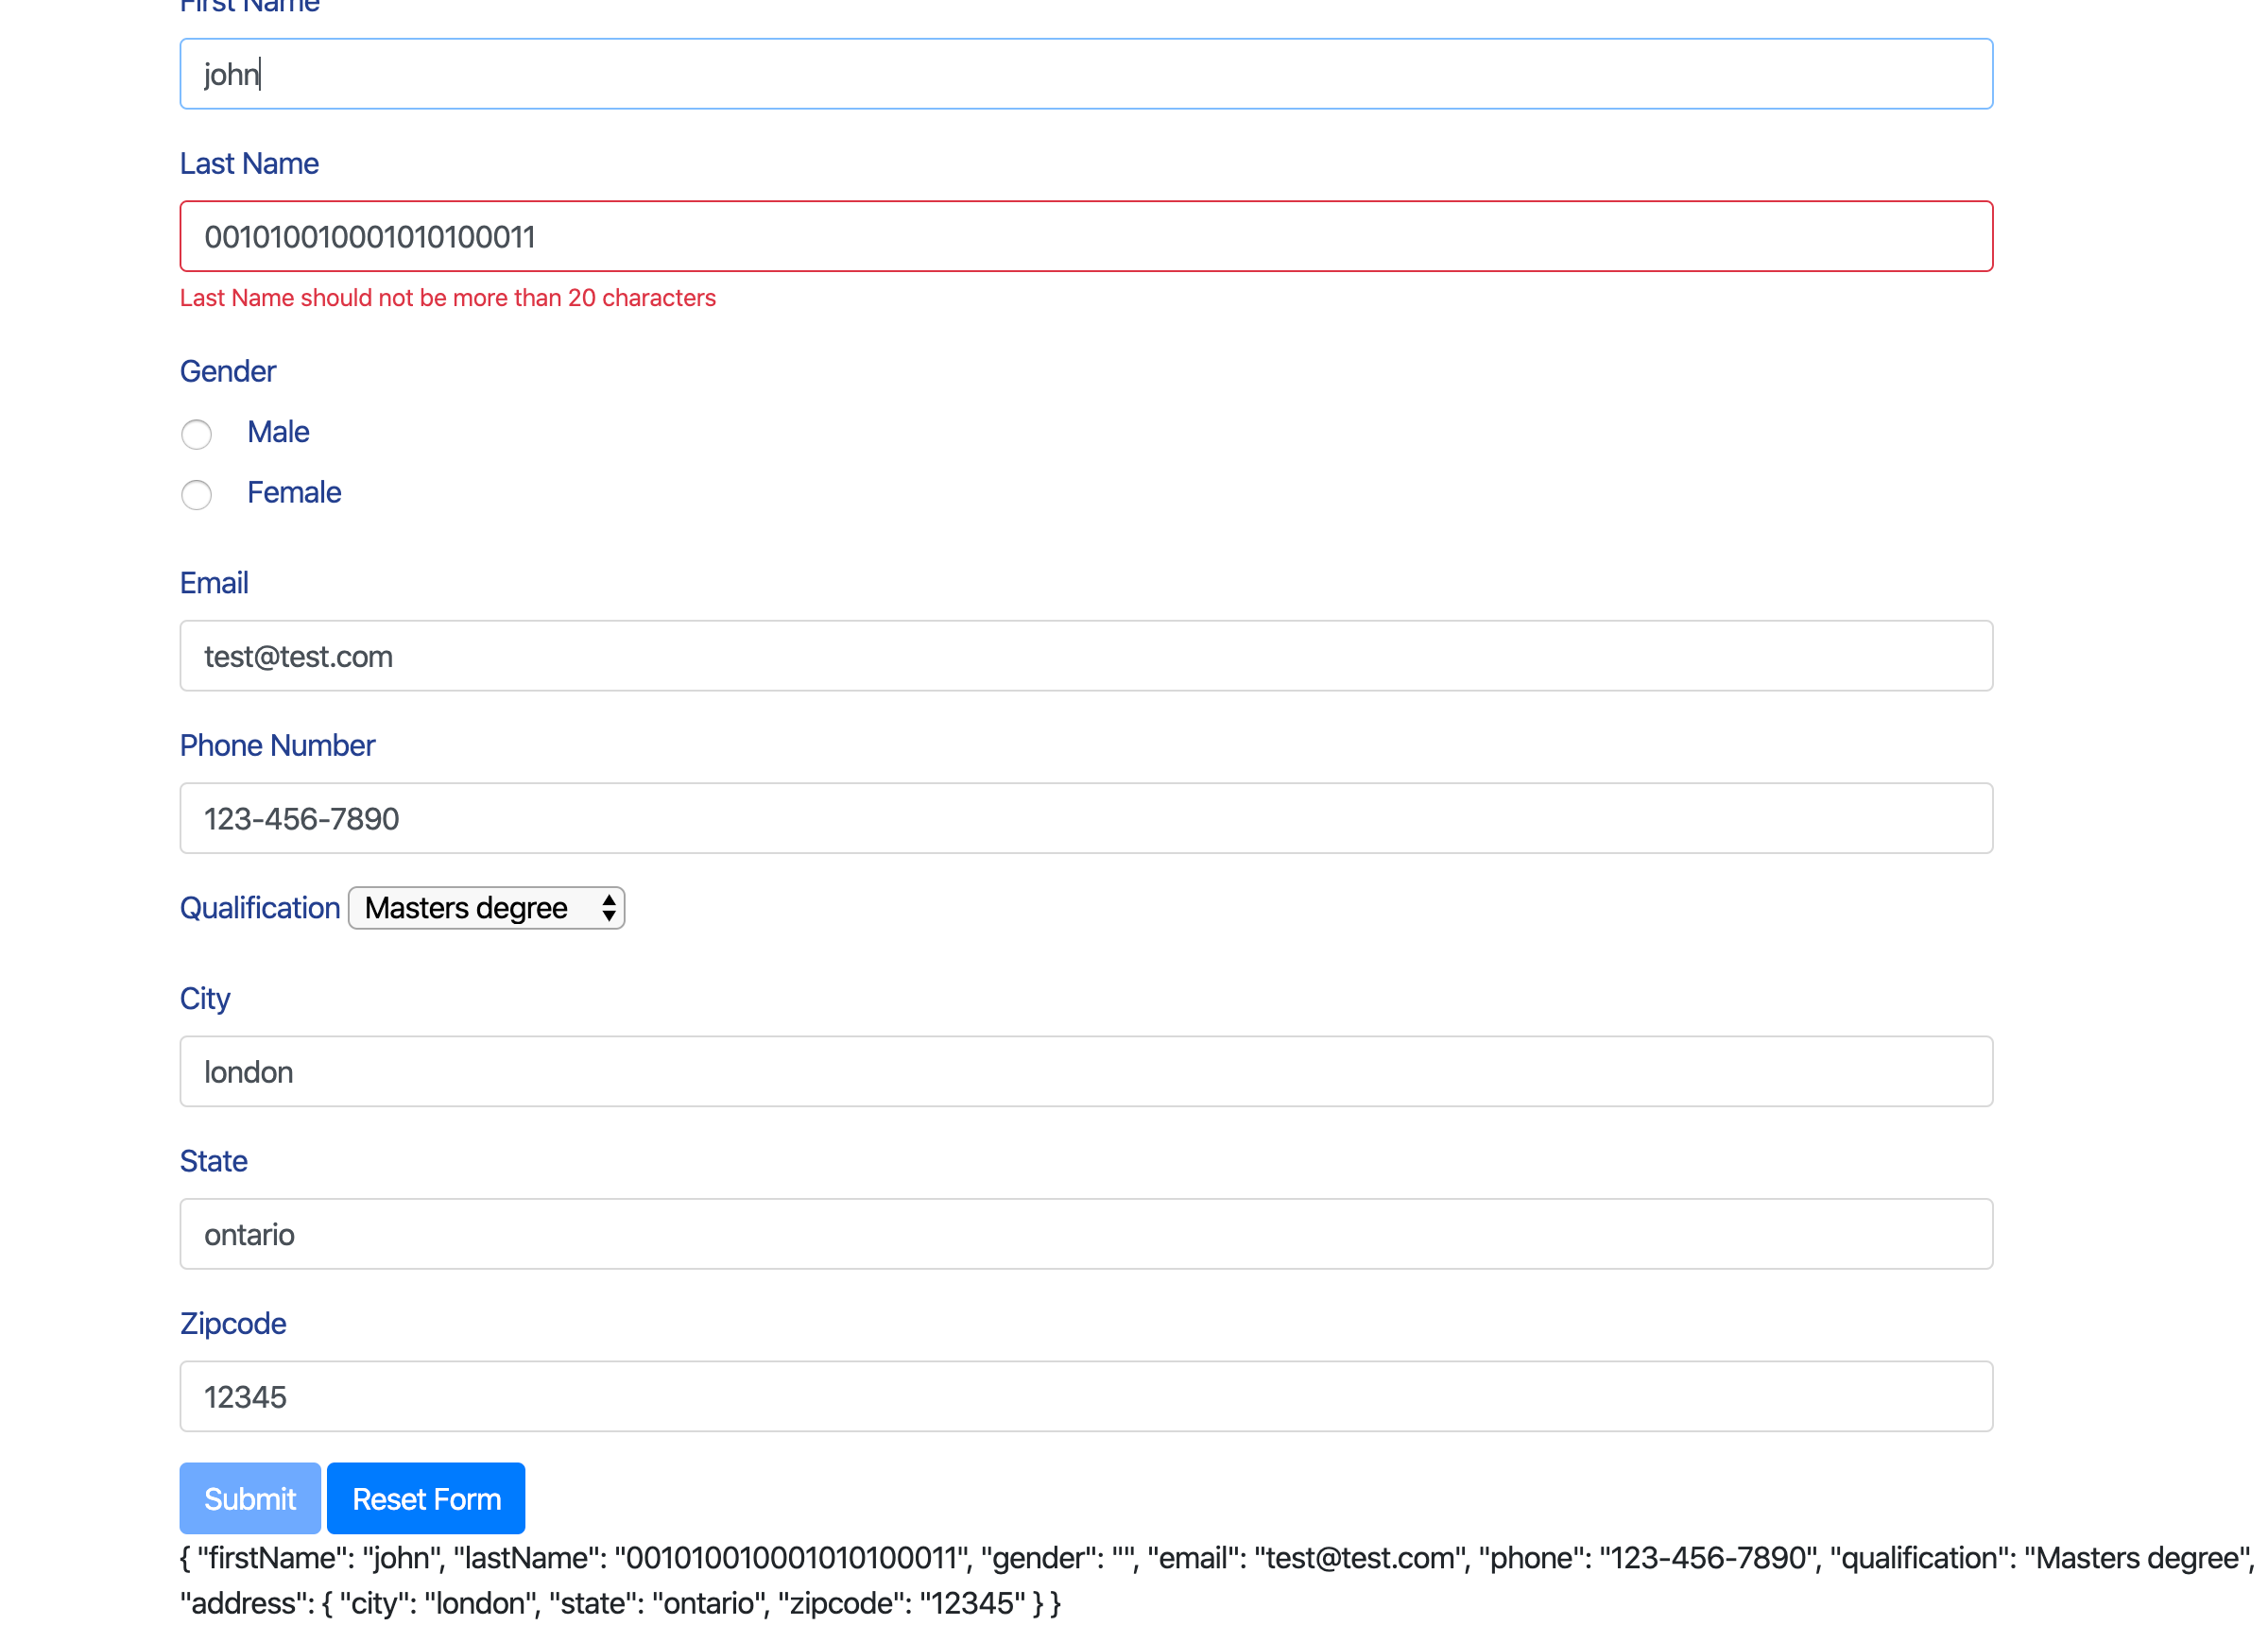 First Name
john
Last Name
001010010001010100011
Last Name should not be more than 20 characters
Gender
Male
Female
Email
test@test.com
Phone Number
123-456-7890
Qualification Masters degree
City
london
State
ontario
Zipcode
12345
Submit Reset Form
{ "firstName": "john", "lastName": "001010010001010100011", "gender": "", "email": "test@test.com", "phone": "123-456-7890", "qualification": "Masters degree",
"address": { "city": "london", "state": "ontario", "zipcode": "12345" } }